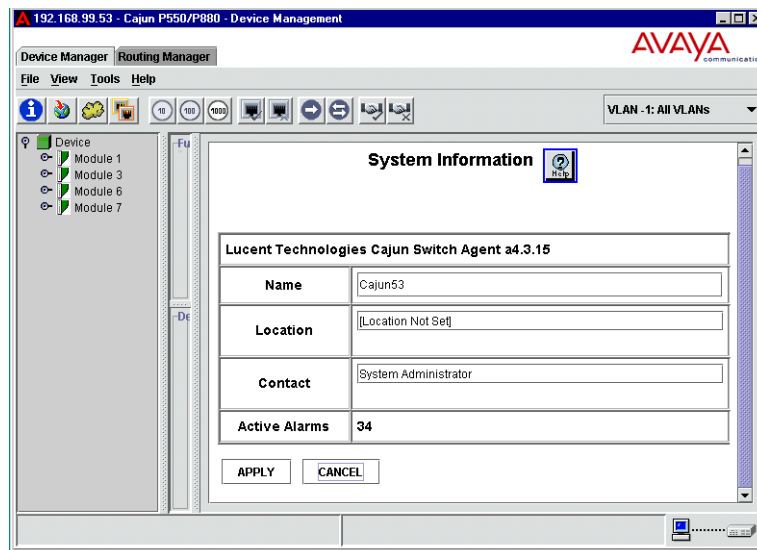 192.168.99.53 - Cajun P550/P880 - Device Management
AVAYA
communicatio
Device Manager Routing Manager
File View Tools Help
10 100 1000
VLAN -1: All VLANs
Device
Module 1
Module 3
Module 6
Module 7
Fu
De
System Information
Help
Lucent Technologies Cajun Switch Agent a4.3.15
Name Cajun53
Location [Location Not Set]
Contact System Administrator
Active Alarms 34
APPLY CANCEL